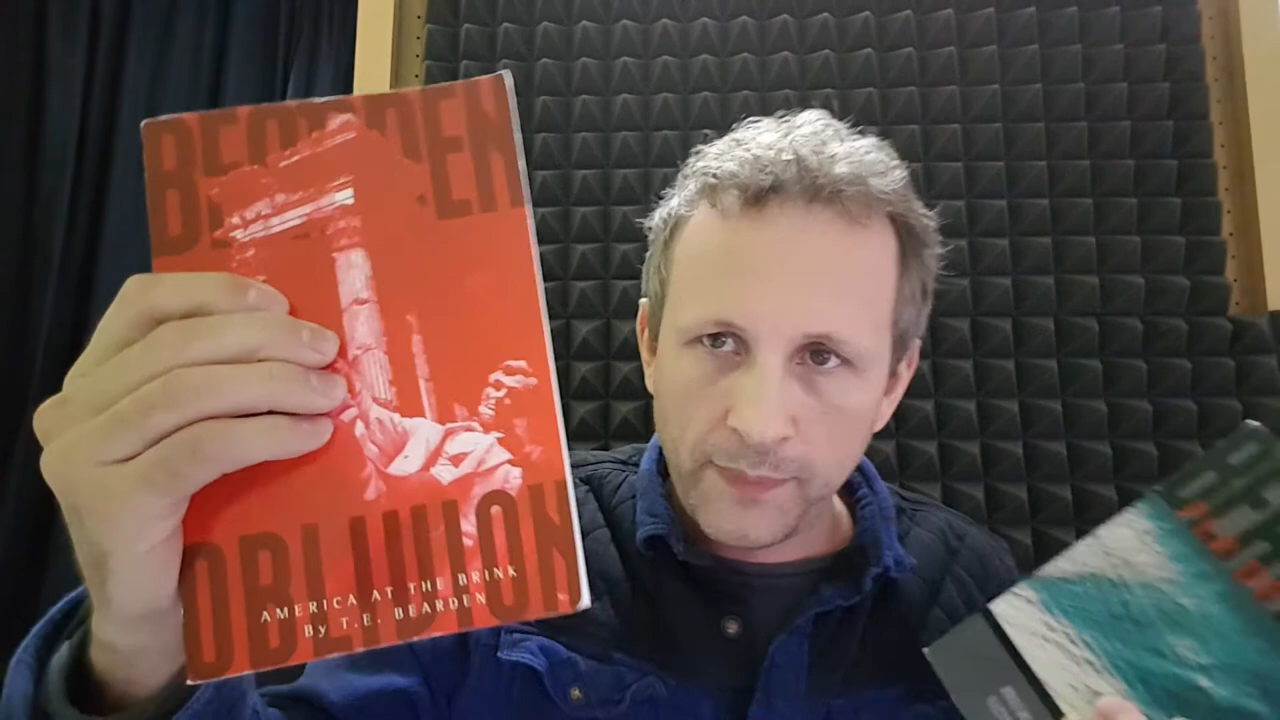 BEARDEN
OBLIVION
AMERICA AT THE BRINK
By T.E. BEARDEN